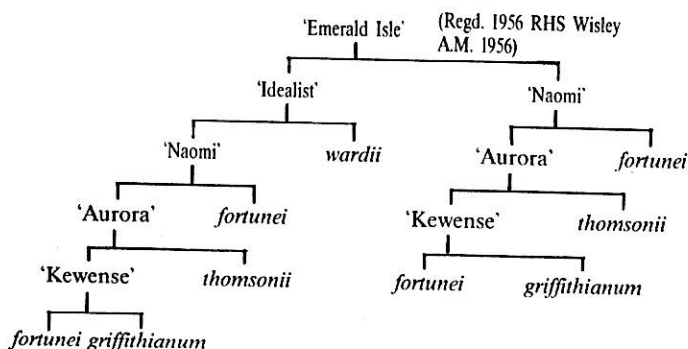 'Emerald Isle' (Regd. 1956 RHS Wisley
A.M. 1956)
'Idealist' 'Naomi'
'Naomi' wardii 'Aurora' fortunei
'Aurora' fortunei 'Kewense' thomsonii
'Kewense' thomsonii fortunei griffithianum
fortunei griffithianum